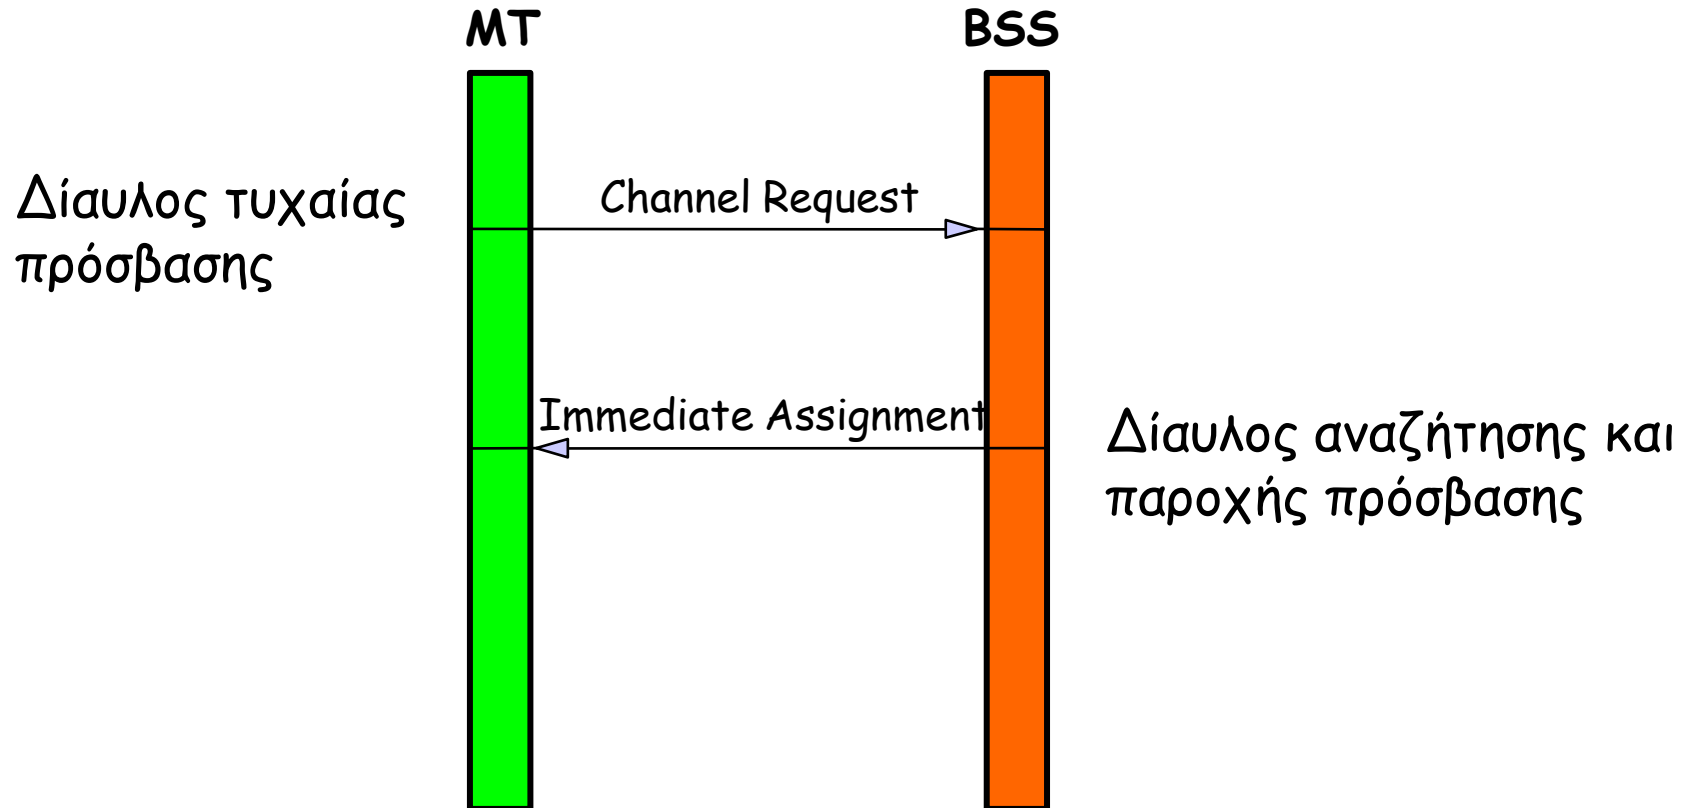 MT
BSS
Δίαυλος τυχαίας
πρόσβασης
Channel Request
Immediate Assignment
Δίαυλος αναζήτησης και
παροχής πρόσβασης